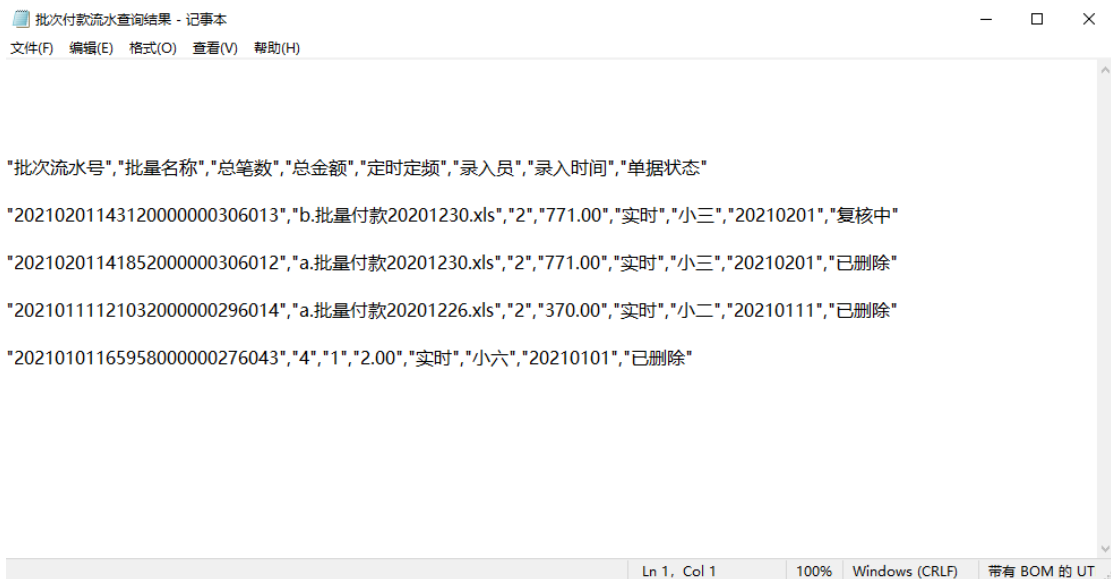 批次付款流水查询结果 - 记事本
文件(F) 编辑(E) 格式(O) 查看(V) 帮助(H)
"批次流水号","批量名称","总笔数","总金额","定时定频","录入员","录入时间","单据状态"
"20210201143120000000306013","b.批量付款20201230.xls","2","771.00","实时","小三","20210201","复核中"
"20210201141852000000306012","a.批量付款20201230.xls","2","771.00","实时","小三","20210201","已删除"
"20210111121032000000296014","a.批量付款20201226.xls","2","370.00","实时","小二","20210111","已删除"
"20210101165958000000276043","4","1","2.00","实时","小六","20210101","已删除"
Ln 1, Col 1 100% Windows (CRLF) 带有 BOM 的 UT